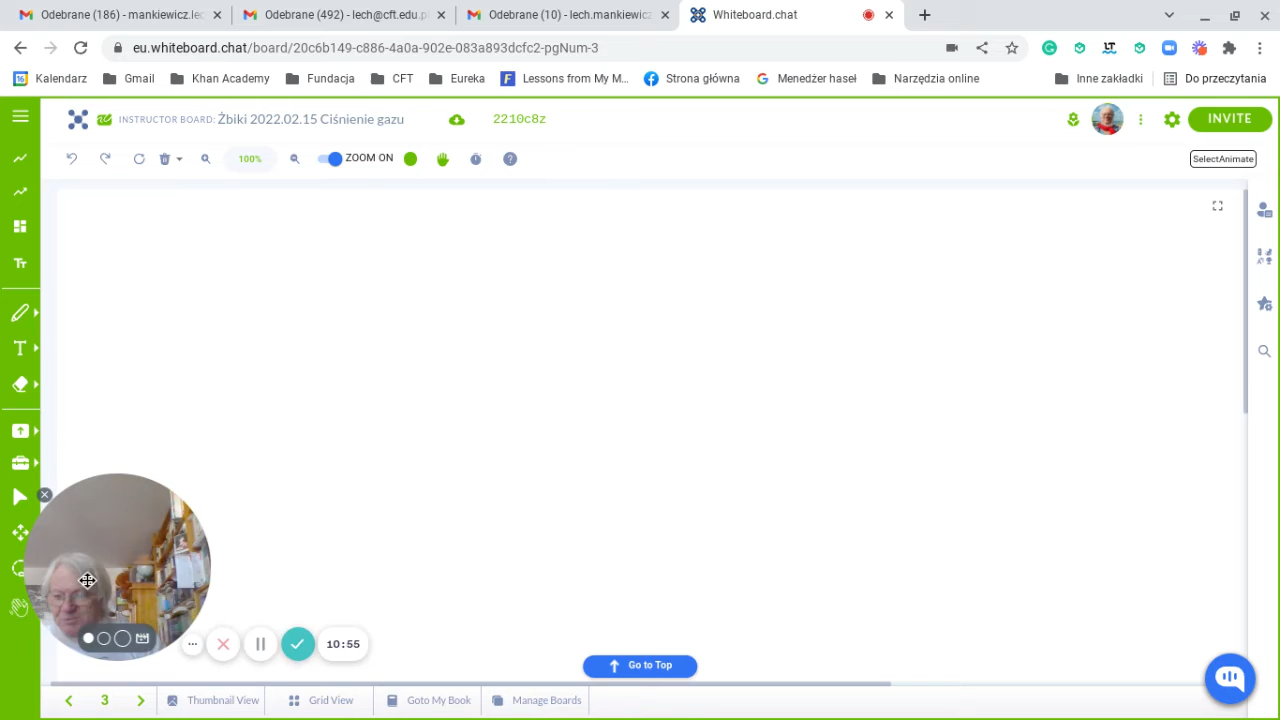 Odebrane (186) - mankiewicz.lec
Odebrane (492) - lech@cft.edu.pl
Odebrane (10) - lech.mankiewicz
Whiteboard.chat
eu.whiteboard.chat/board/20c6b149-c886-4a0a-902e-083a893dcfc2-pgNum-3
LT
16 Kalendarz
Gmail
Khan Academy
Fundacja
CFT
Eureka
Lessons from My M...
Strona główna
Menedżer haseł
Narzędzia online
Inne zakładki
Do przeczytania
INSTRUCTOR BOARD: Żbiki 2022.02.15 Ciśnienie gazu
2210c8z
INVITE
100%
ZOOM ON
SelectAnimate
10:55
Go to Top
3
Thumbnail View
Grid View
Goto My Book
Manage Boards